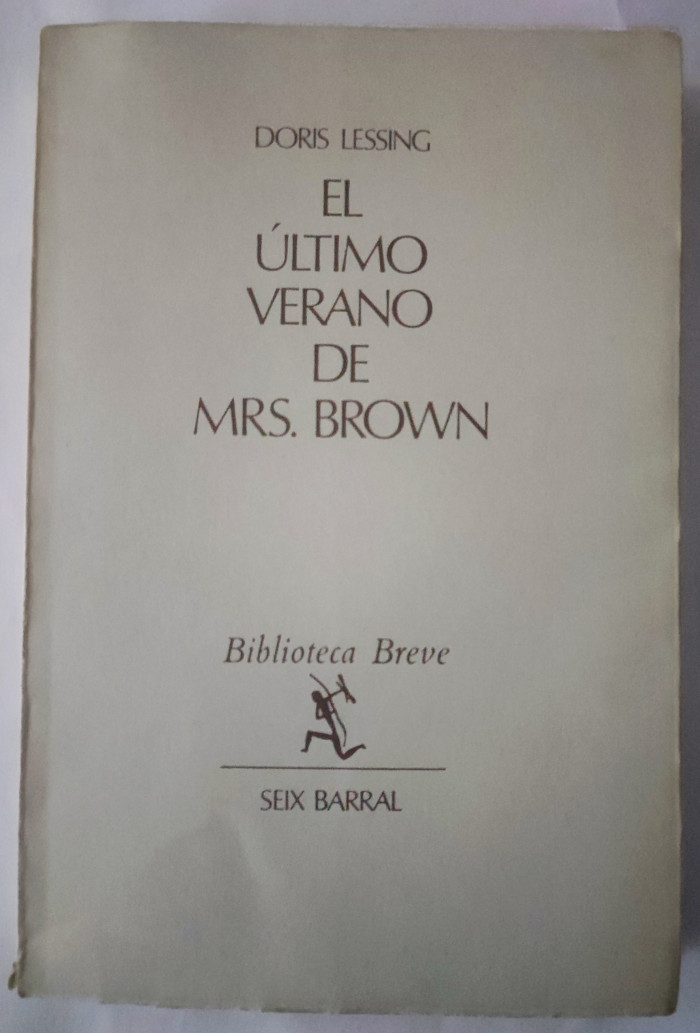 DORIS LESSING
EL
ÚLTIMO
VERANO
DE
MRS. BROWN
Biblioteca Breve
SEIX BARRAL